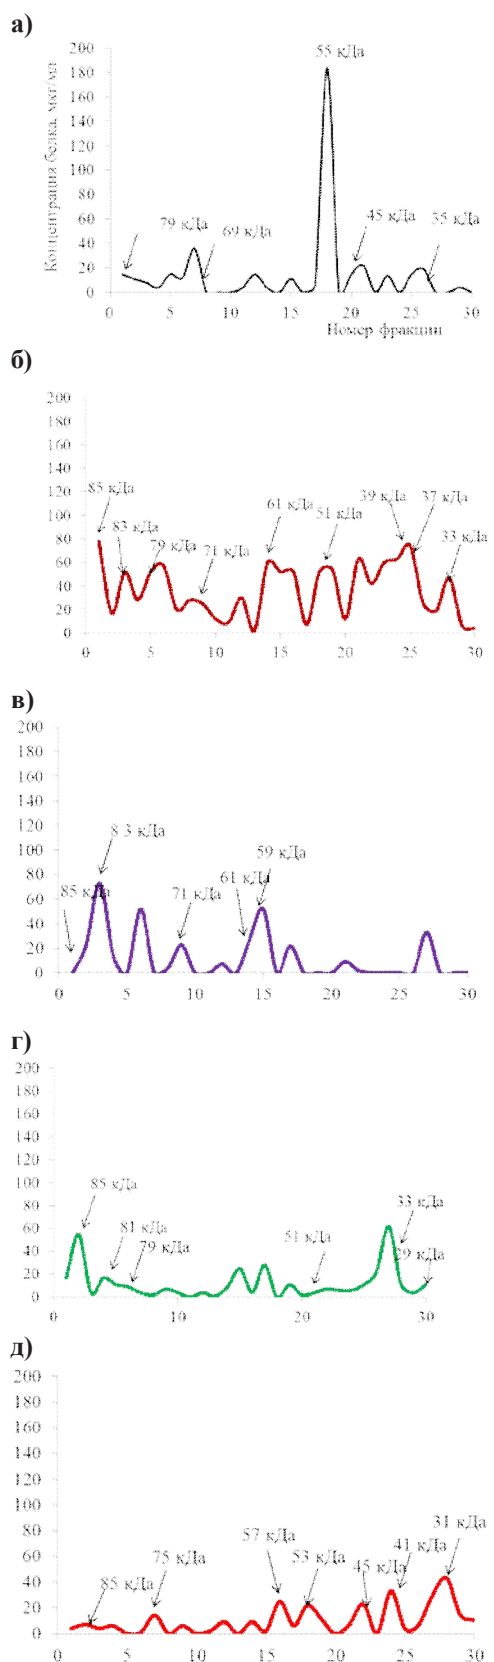 а)
55 кДа
Концентрация белка, мкг/мл
200
180
160
140
120
100
80
60
40
20
0
79 кДа
69 кДа
45 кДа
35 кДа
0 5 10 15 20 25 30
Номер фракции
б)
200
180
160
140
120
100
80
60
40
20
0
85 кДа
83 кДа
79 кДа
71 кДа
61 кДа
51 кДа
39 кДа
37 кДа
33 кДа
0 5 10 15 20 25 30
в)
200
180
160
140
120
100
80
60
40
20
0
85 кДа
8 3 кДа
71 кДа
61 кДа
59 кДа
0 5 10 15 20 25 30
г)
200
180
160
140
120
100
80
60
40
20
0
85 кДа
81 кДа
79 кДа
51 кДа
33 кДа
29 кДа
0 10 20 30
д)
200
180
160
140
120
100
80
60
40
20
0
85 кДа
75 кДа
57 кДа
53 кДа
45 кДа
41 кДа
31 кДа
0 5 10 15 20 25 30